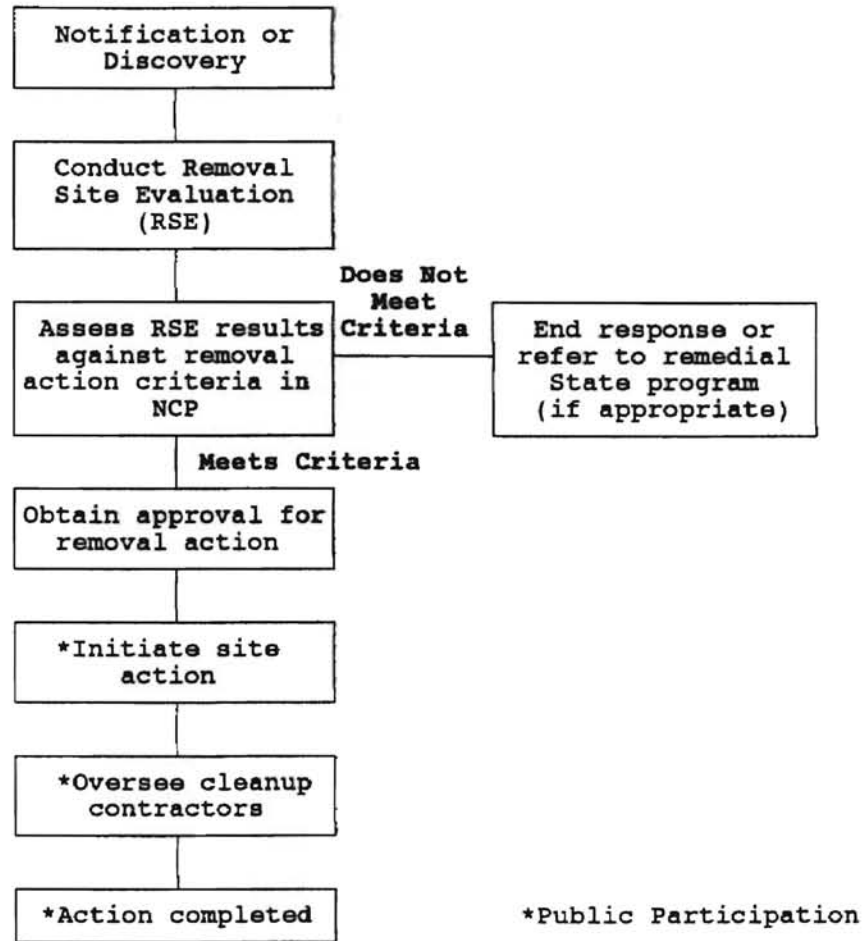 Notification or
Discovery
Conduct Removal
Site Evaluation
(RSE)
Does Not
Meet
Criteria
Assess RSE results
against removal
action criteria in
NCP
End response or
refer to remedial
State program
(if appropriate)
Meets Criteria
Obtain approval for
removal action
*Initiate site
action
*Oversee cleanup
contractors
*Action completed
*Public Participation